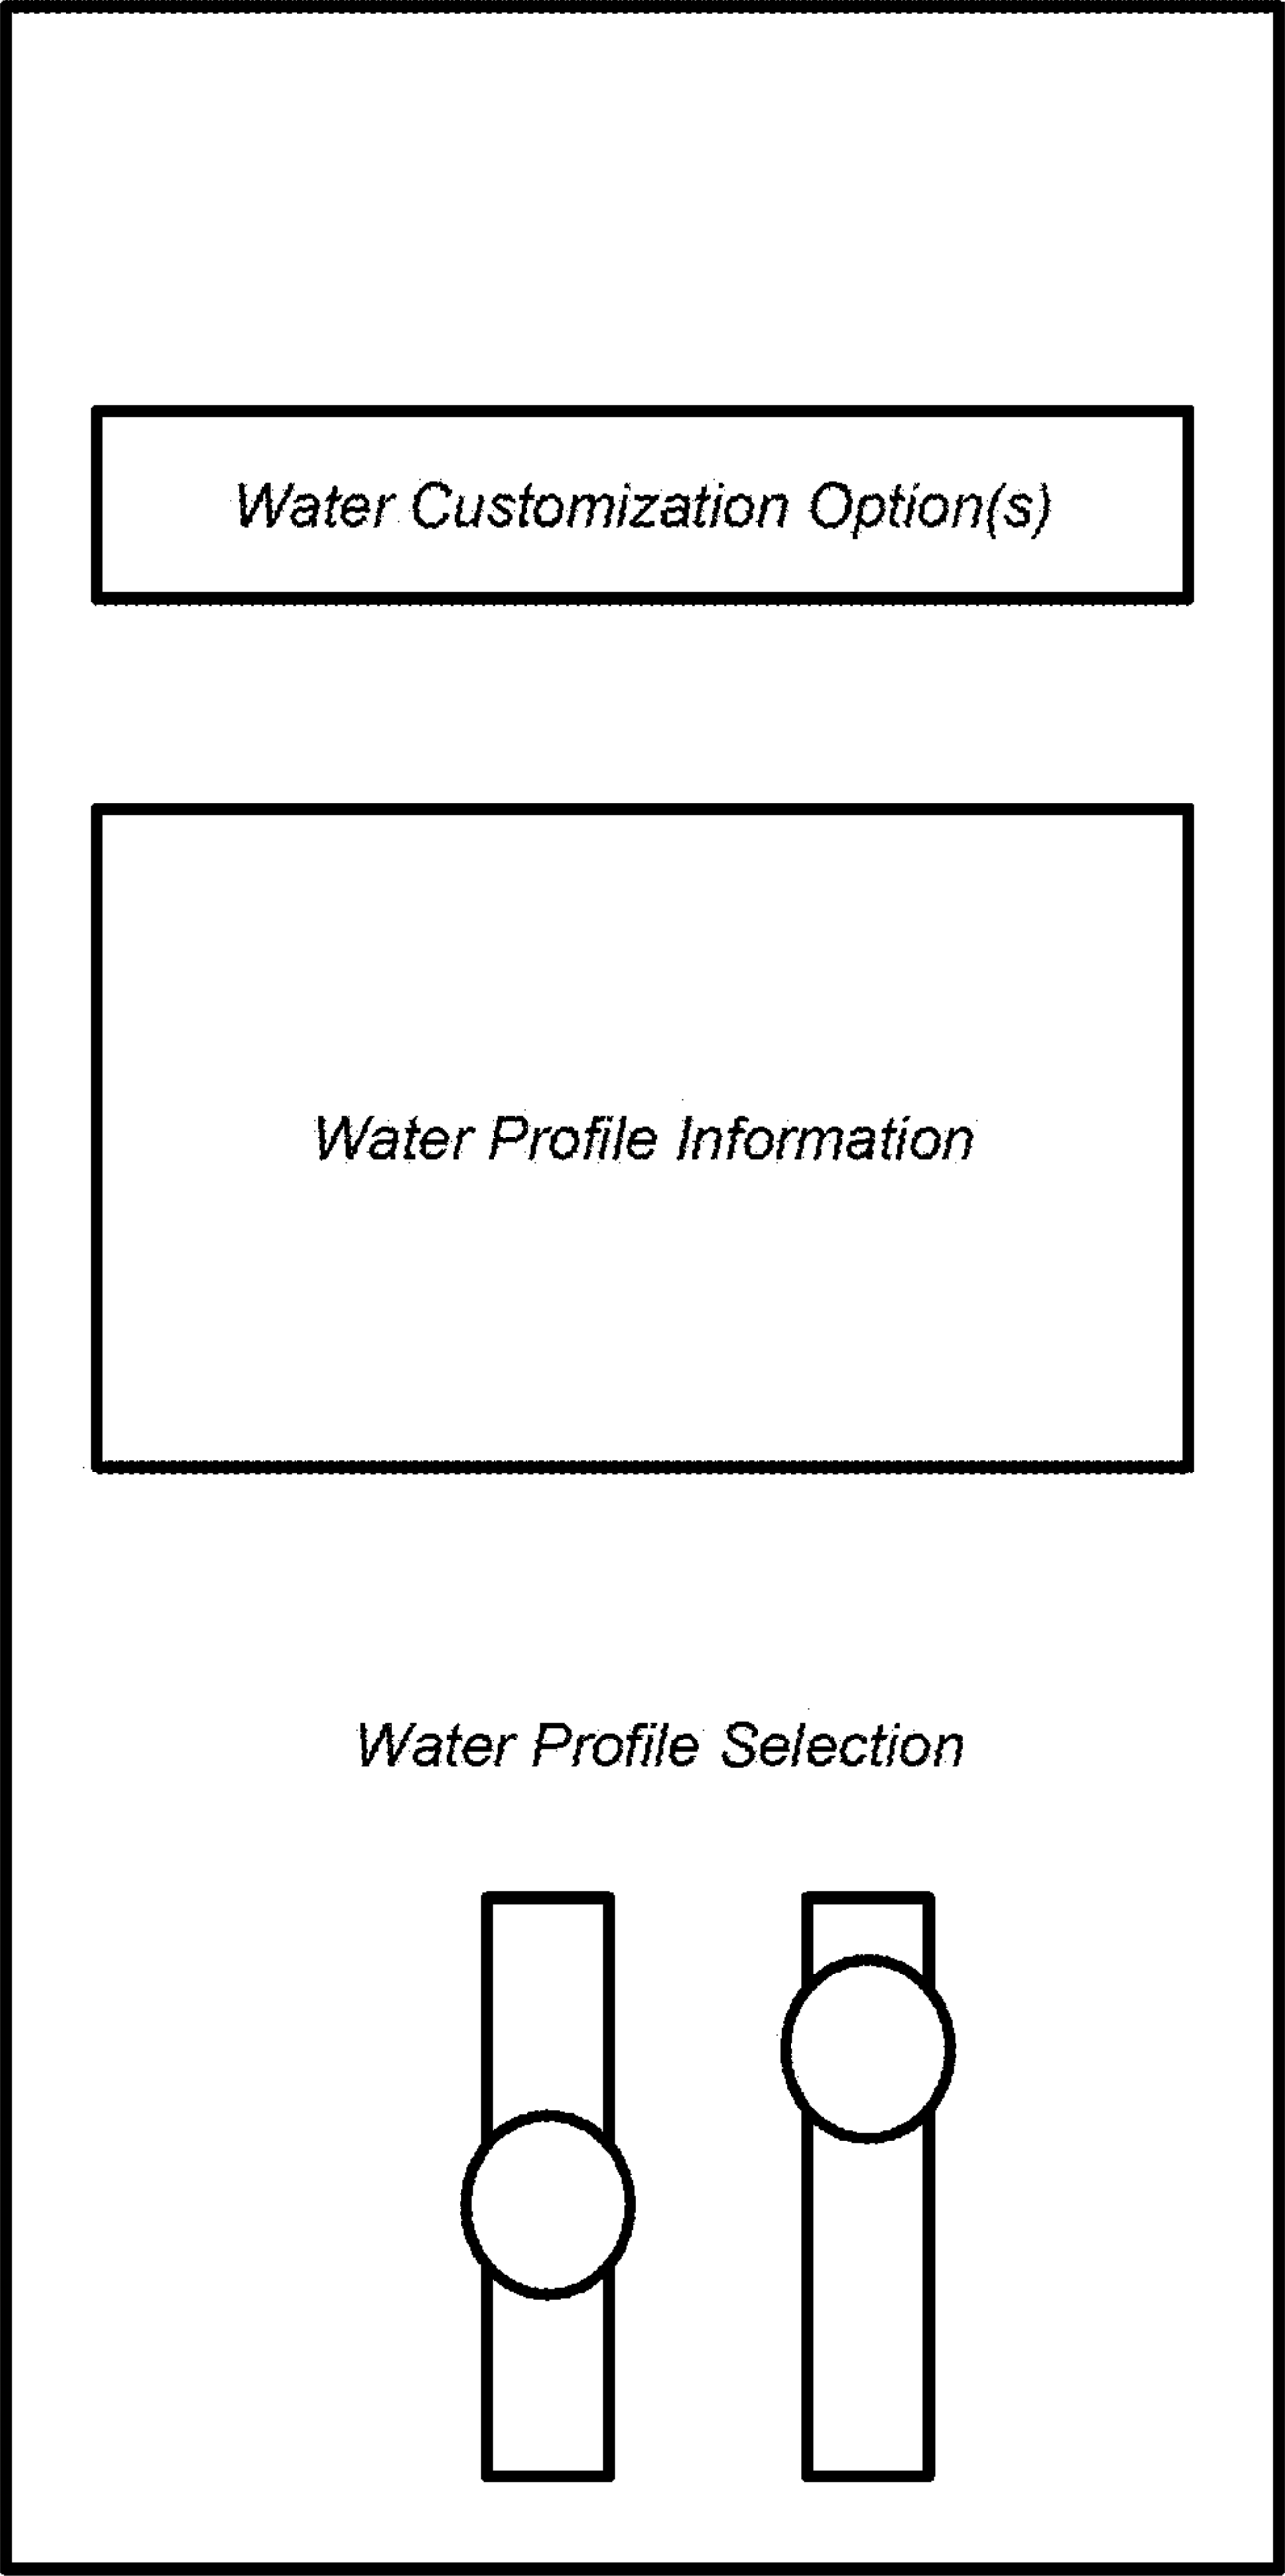 Water Customization Option(s)
Water Profile Information
Water Profile Selection